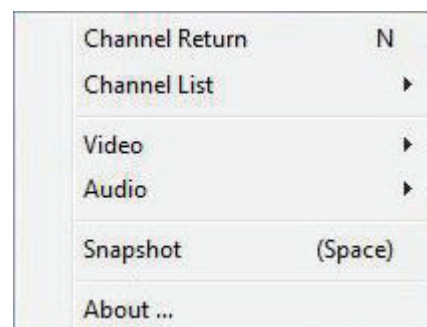 Channel Return N
Channel List
Video
Audio
Snapshot (Space)
About ...